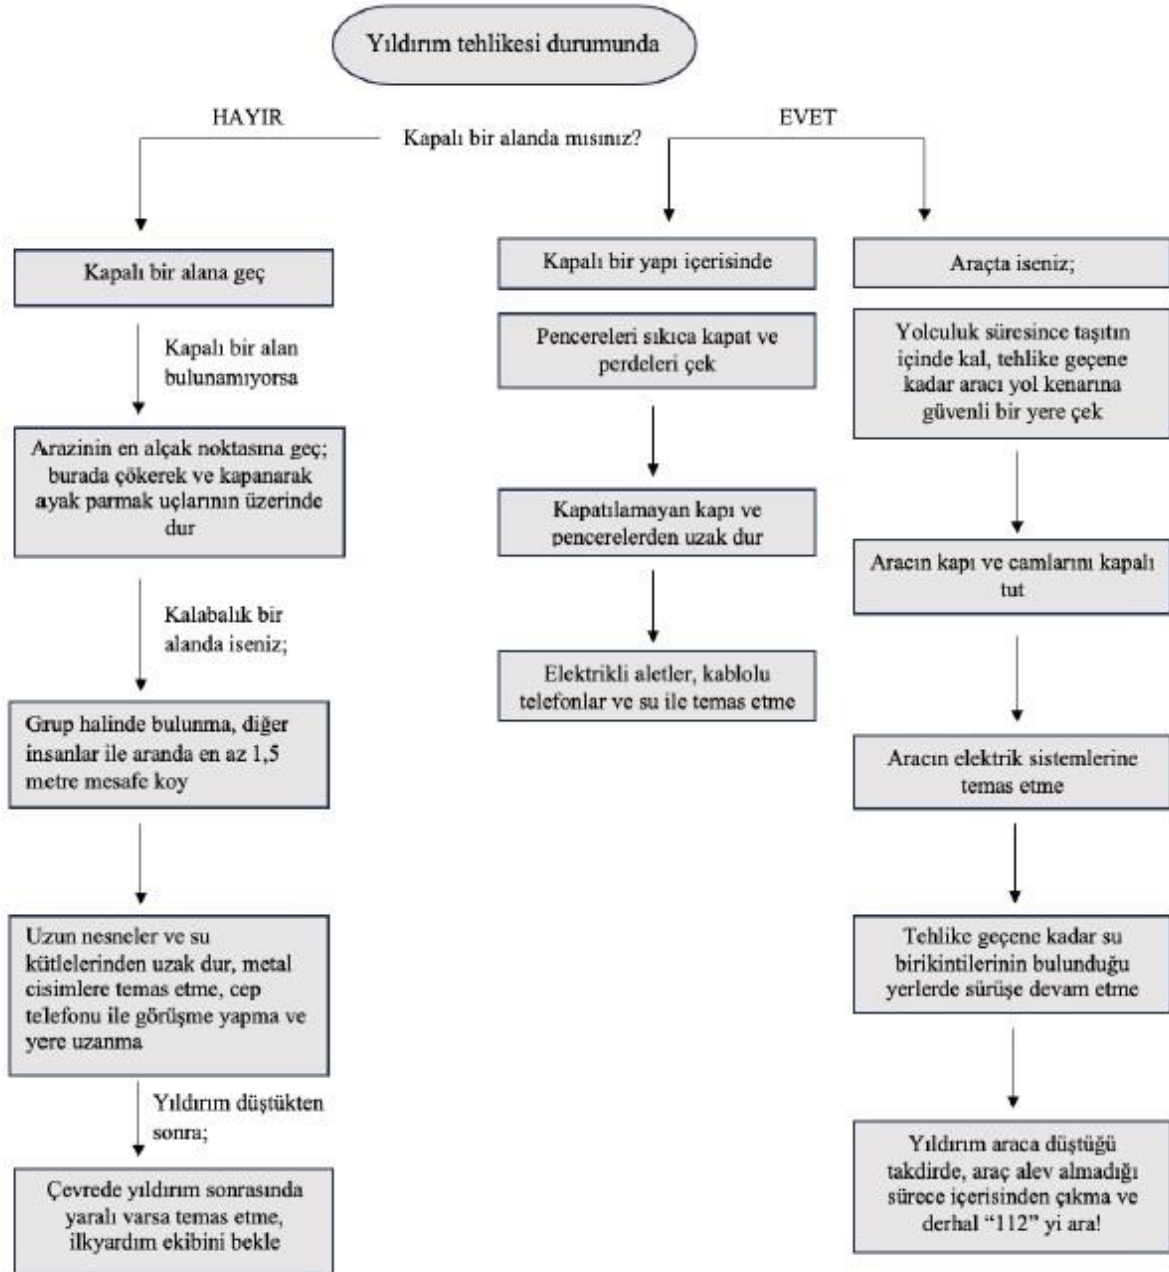 Yıldırım tehlikesi durumunda
HAYIR
EVET
Kapalı bir alanda mısınız?
Kapalı bir alana geç
Kapalı bir alan
bulunamıyorsa
Arazinin en alçak noktasına geç;
burada çökerek ve kapanarak
ayak parmak uçlarının üzerinde
dur
Kalabalık bir
alanda iseniz;
Grup halinde bulunma, diğer
insanlar ile aranda en az 1,5
metre mesafe koy
Uzun nesneler ve su
kütlelerinden uzak dur, metal
cisimlere temas etme, cep
telefonu ile görüşme yapma ve
yere uzanma
Yıldırım düştükten
sonra;
Çevrede yıldırım sonrasında
yaralı varsa temas etme,
ilkyardım ekibini bekle
Kapalı bir yapı içerisinde
Pencereleri sıkıca kapat ve
perdeleri çek
Kapatılamayan kapı ve
pencerelerden uzak dur
Elektrikli aletler, kablolu
telefonlar ve su ile temas etme
Araçta iseniz;
Yolculuk süresince taşıtın
içinde kal, tehlike geçene
kadar aracı yol kenarına
güvenli bir yere çek
Aracın kapı ve camlarını kapalı
tut
Aracın elektrik sistemlerine
temas etme
Tehlike geçene kadar su
birikintilerinin bulunduğu
yerlerde sürüşe devam etme
Yıldırım araca düştüğü
takdirde, araç alev almadığı
sürece içerisinden çıkma ve
derhal “112” yi ara!